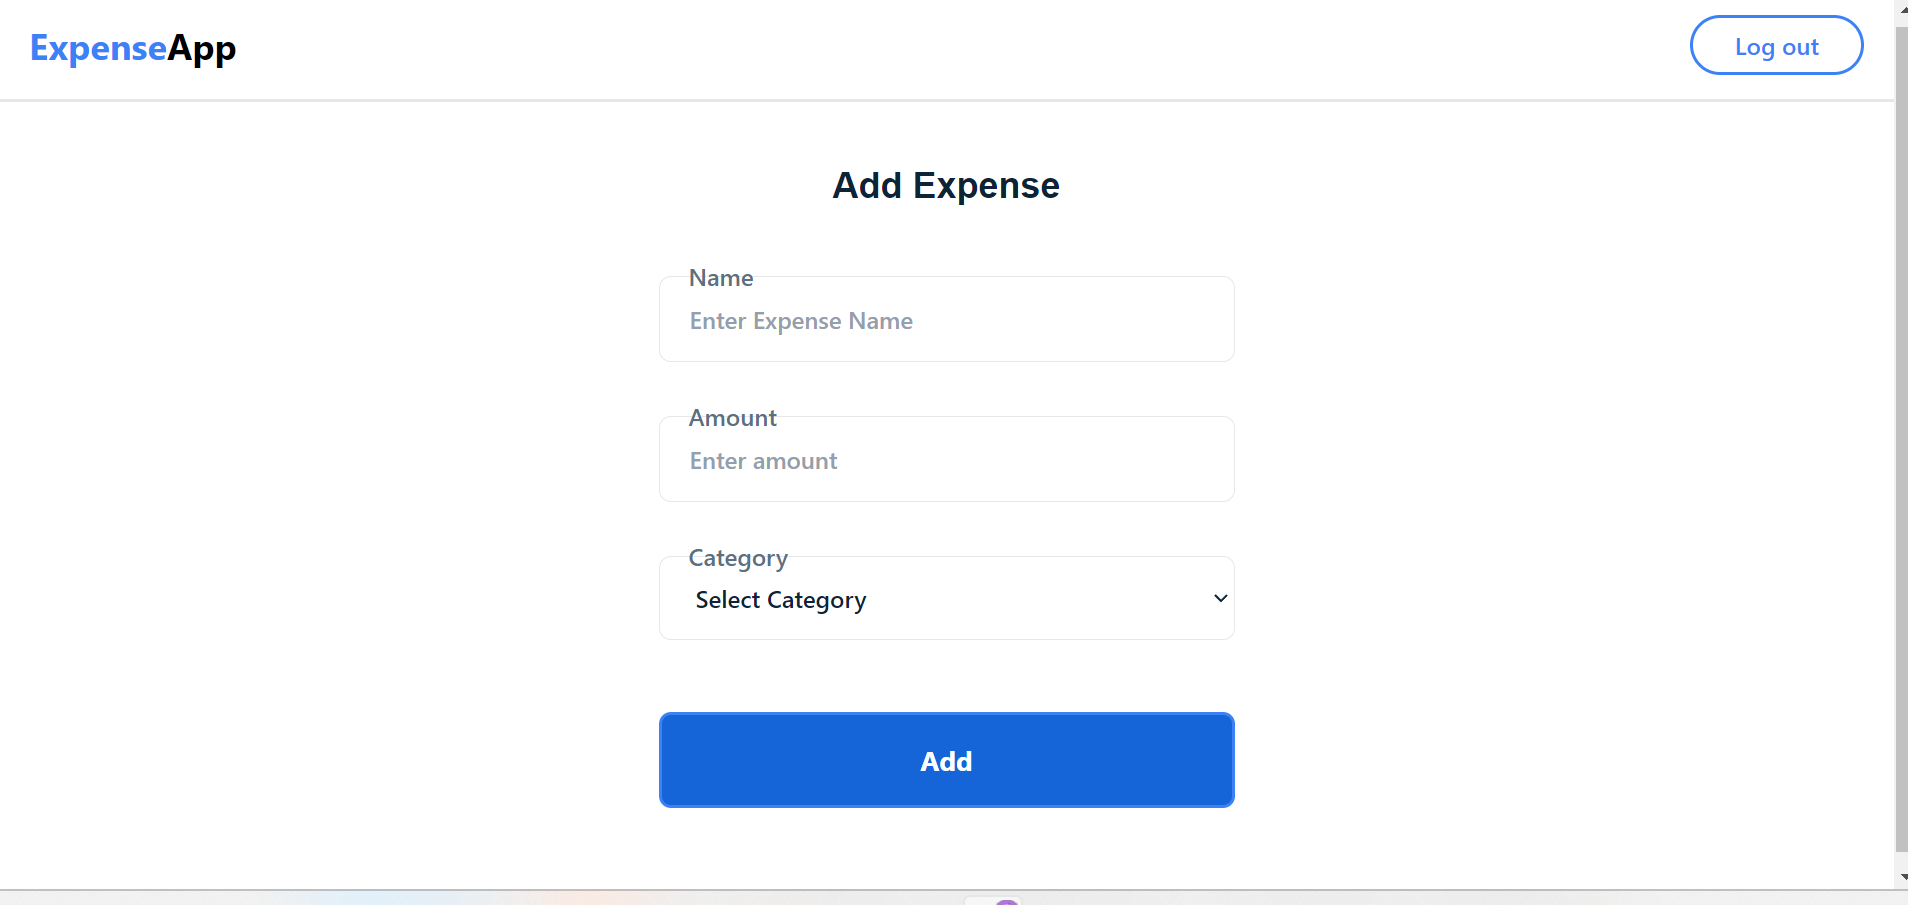 ExpenseApp
Log out
Add Expense
Name
Enter Expense Name
Amount
Enter amount
Category
Select Category
Add